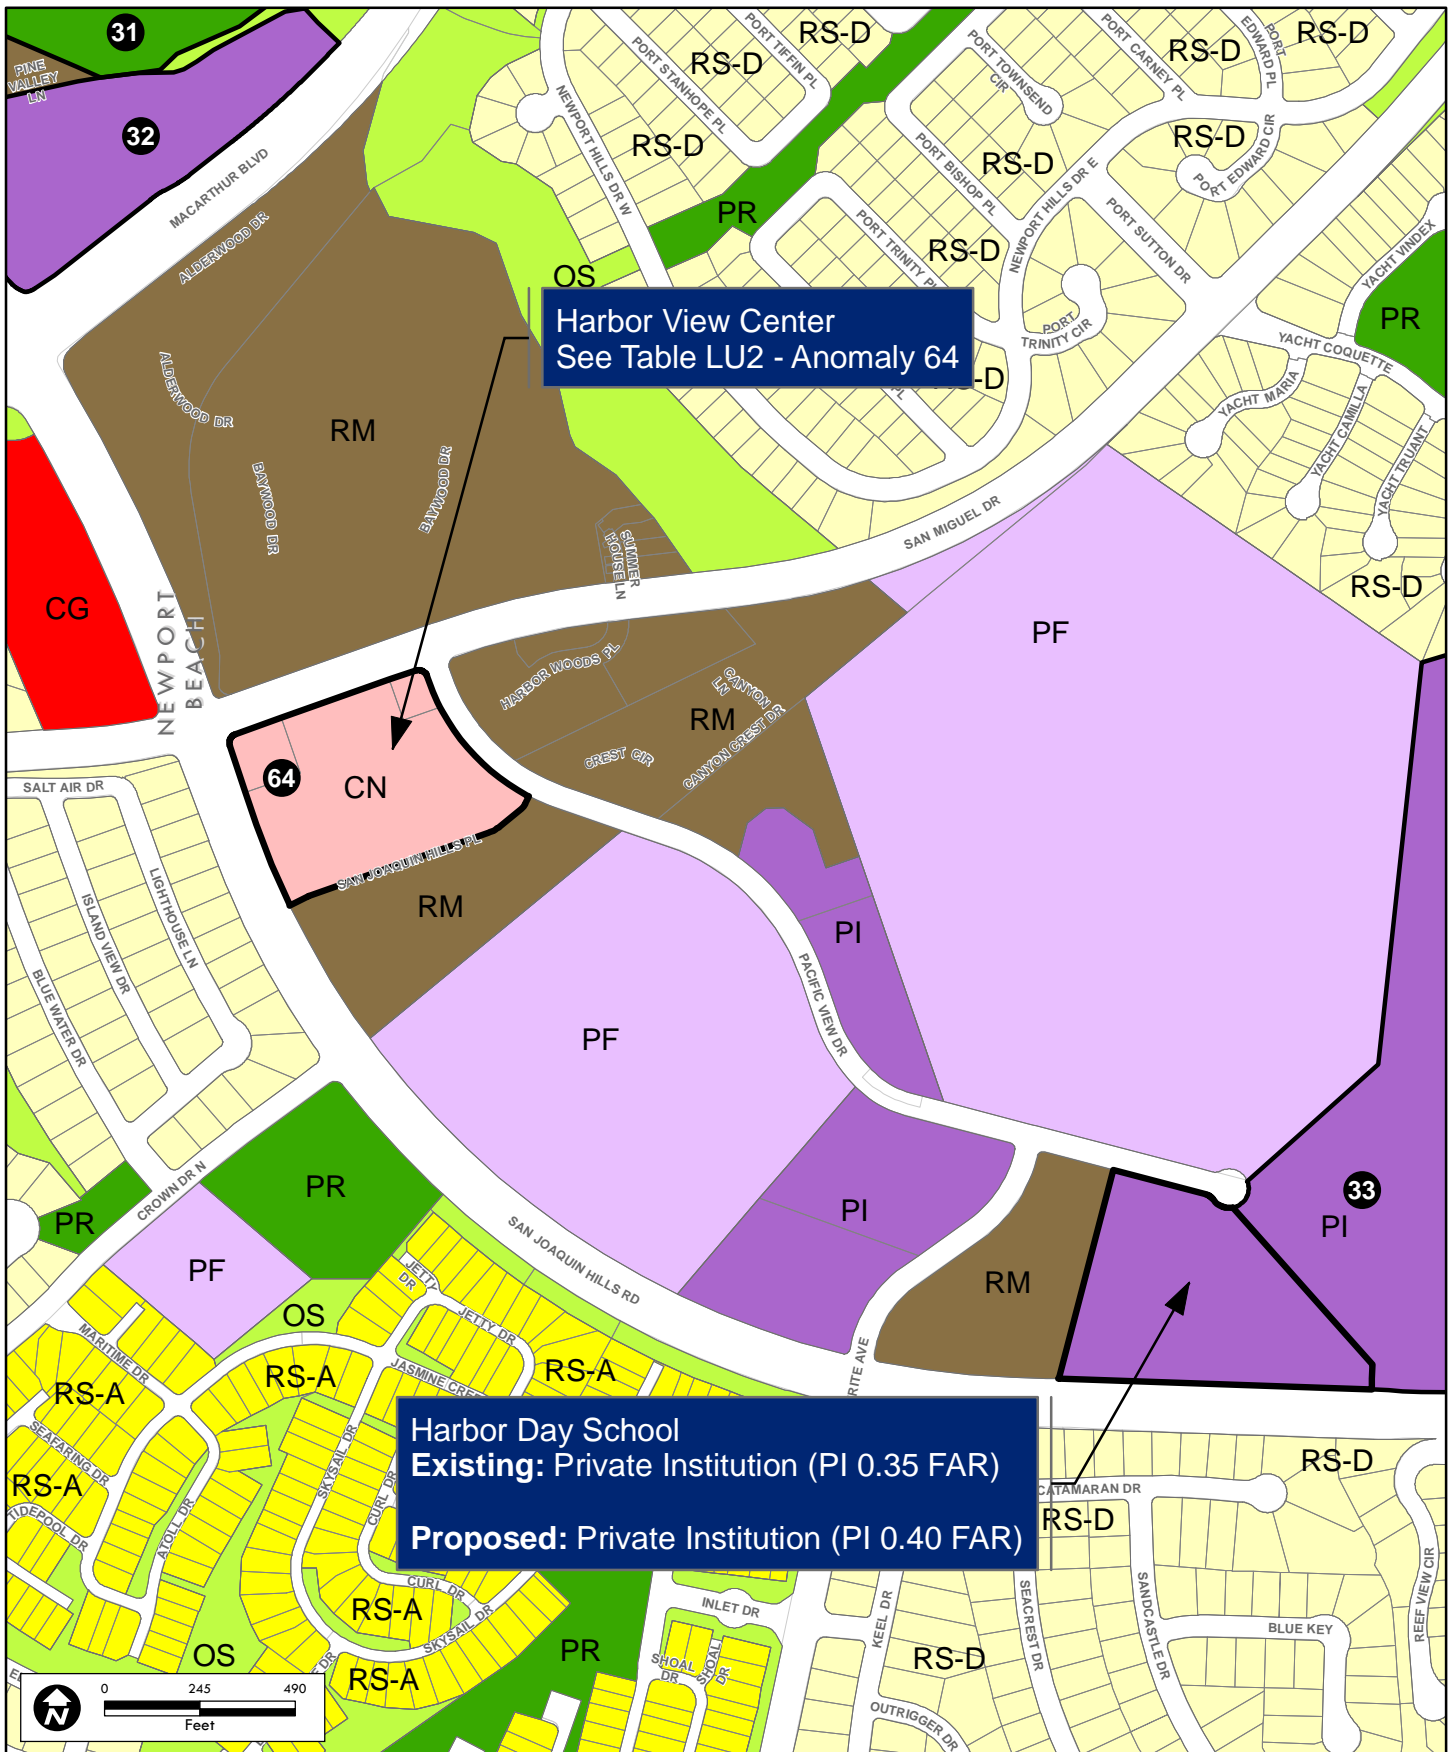 31
PINE
VALLEY
LN
32
MACARTHUR BLVD
ALDERWOOD DR
PORT STANHOPE PL
PORT TIFFIN PL
RS-D
RS-D
RS-D
NEWPORT HILLS DR W
PR
OS
PORT TOWNSEND
CIR
PORT CARNEY PL
PORT
EDWARD PL
RS-D
RS-D
RS-D
RS-D
PORT EDWARD CIR
PORT BISHOP PL
NEWPORT HILLS DR E
PORT SUTTON DR
PORT TRINITY PL
RS-D
PORT
TRINITY CIR
YACHT VINDEX
PR
YACHT COQUETTE
YACHT MARIA
YACHT CAMILLA
YACHT TRUANT
RS-D
Harbor View Center
See Table LU2 - Anomaly 64
S-D
PL
ALDERWOOD DR
RM
BAYWOOD DR
BAYWOOD DR
SUMMER
HOUSE LN
SAN MIGUEL DR
CG
NEWPORT
BEACH
PF
HARBOR WOODS PL
CANYON
LN
RM
CANYON CREST DR
CREST CIR
64
CN
SAN JOAQUIN HILLS PL
RM
SALT AIR DR
LIGHTHOUSE LN
ISLAND VIEW DR
BLUE WATER DR
PI
PACIFIC VIEW DR
PF
CROWN DR N
PR
PR
PF
OS
SAN JOAQUIN HILLS RD
PI
RM
33
PI
JETTY
DR
JETTY DR
MARITIME DR
RS-A
RS-A
JASMINE CREE
RS-A
RITE AVE
Harbor Day School
Existing: Private Institution (PI 0.35 FAR)
Proposed: Private Institution (PI 0.40 FAR)
SEAFARING DR
RS-A
TIDEPOOL DR
ATOLL DR
SKYSAIL DR
CURL DR
CURL DR
RS-A
SKYSAIL DR
RS-A
OS
PR
INLET DR
SHOAL
DR
SHOAL
DR
KEEL DR
RS-D
OUTRIGGER DR
SEACREST DR
CATAMARAN DR
RS-D
RS-D
SANDCASTLE DR
BLUE KEY
REEF VIEW CIR
E
E DR
DR
N
0 245 490
Feet